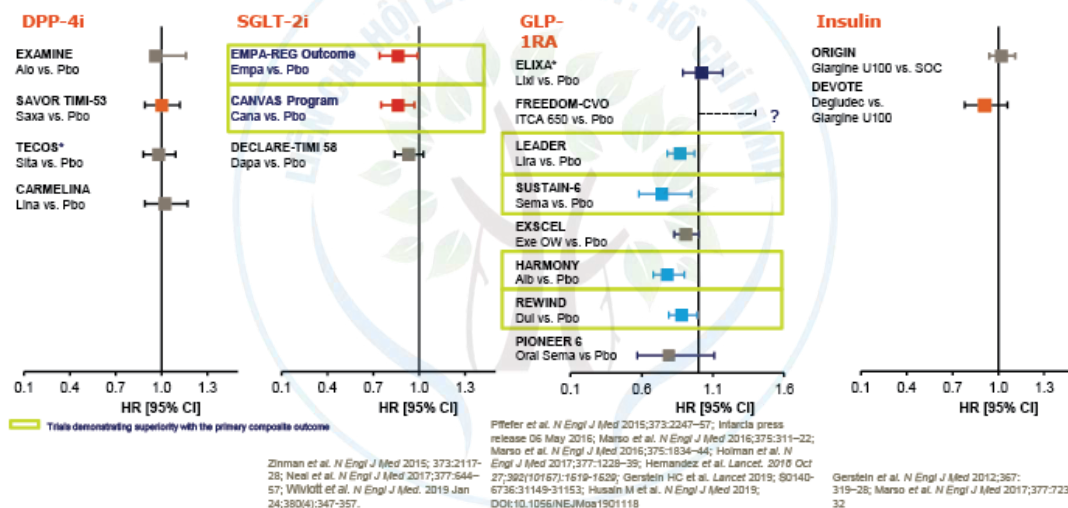 DPP-4i
EXAMINE
Alo vs. Pbo
SAVOR TIMI-53
Saxa vs. Pbo
TECOS*
Sita vs. Pbo
CARMELINA
Lina vs. Pbo
0.1 0.7 1.0 1.3
HR [95% CI]
SGLT-2i
EMPA-REG Outcome
Empa vs. Pbo
CANVAS Program
Cana vs. Pbo
DECLARE-TIMI 58
Dapa vs. Pbo
0.1 0.7 1.0 1.3
HR [95% CI]
GLP-
1RA
ELIXA*
Lixi vs. Pbo
FREEDOM-CVO
ITCA 650 vs. Pbo
?
LEADER
Lira vs. Pbo
SUSTAIN-6
Sema vs. Pbo
EXSCEL
Exe OW vs. Pbo
HARMONY
Alb vs. Pbo
REWIND
Dul vs. Pbo
PIONEER 6
Oral Sema vs Pbo
0.1 0.6 1.1 1.6
HR [95% CI]
Insulin
ORIGIN
Glargine U100 vs. SOC
DEVOTE
Degludec vs.
Glargine U100
0.1 0.7 1.0 1.3
HR [95% CI]
Trials demonstrating superiority with the primary composite outcome
Zinman et al. N Engl J Med 2015; 373:2117-
28; Neal et al. N Engl J Med 2017;377:644–
57; Wiviott et al. N Engl J Med. 2019 Jan
24;380(4):347-357.
Pfeffer et al. N Engl J Med 2015;373:2247–57; Intarcia press
release 06 May 2016; Marso et al. N Engl J Med 2016;375:311–22;
Marso et al. N Engl J Med 2016;375:1834–44; Holman et al. N
Engl J Med 2017;377:1228–39; Hernandez et al. Lancet. 2018 Oct
27;392(10157):1519-1529; Gerstein HC et al. Lancet 2019; S0140-
6736:31149-31153; Husain M et al. N Engl J Med 2019;
DOI:10.1056/NEJMoa1901118
Gerstein et al. N Engl J Med 2012;367:
319–28; Marso et al. N Engl J Med 2017;377:723
32